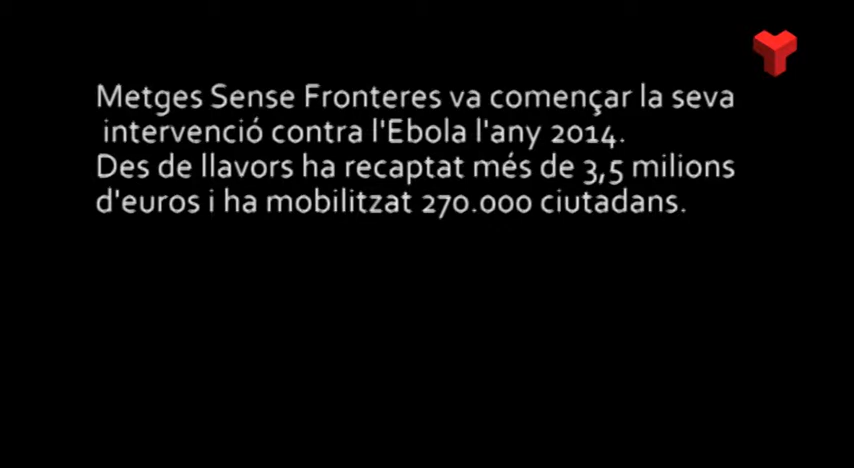 Metges Sense Fronteres va començar la seva
intervenció contra l'Ebola l'any 2014.
Des de llavors ha recaptat més de 3,5 milions
d'euros i ha mobilitzat 270.000 ciutadans.